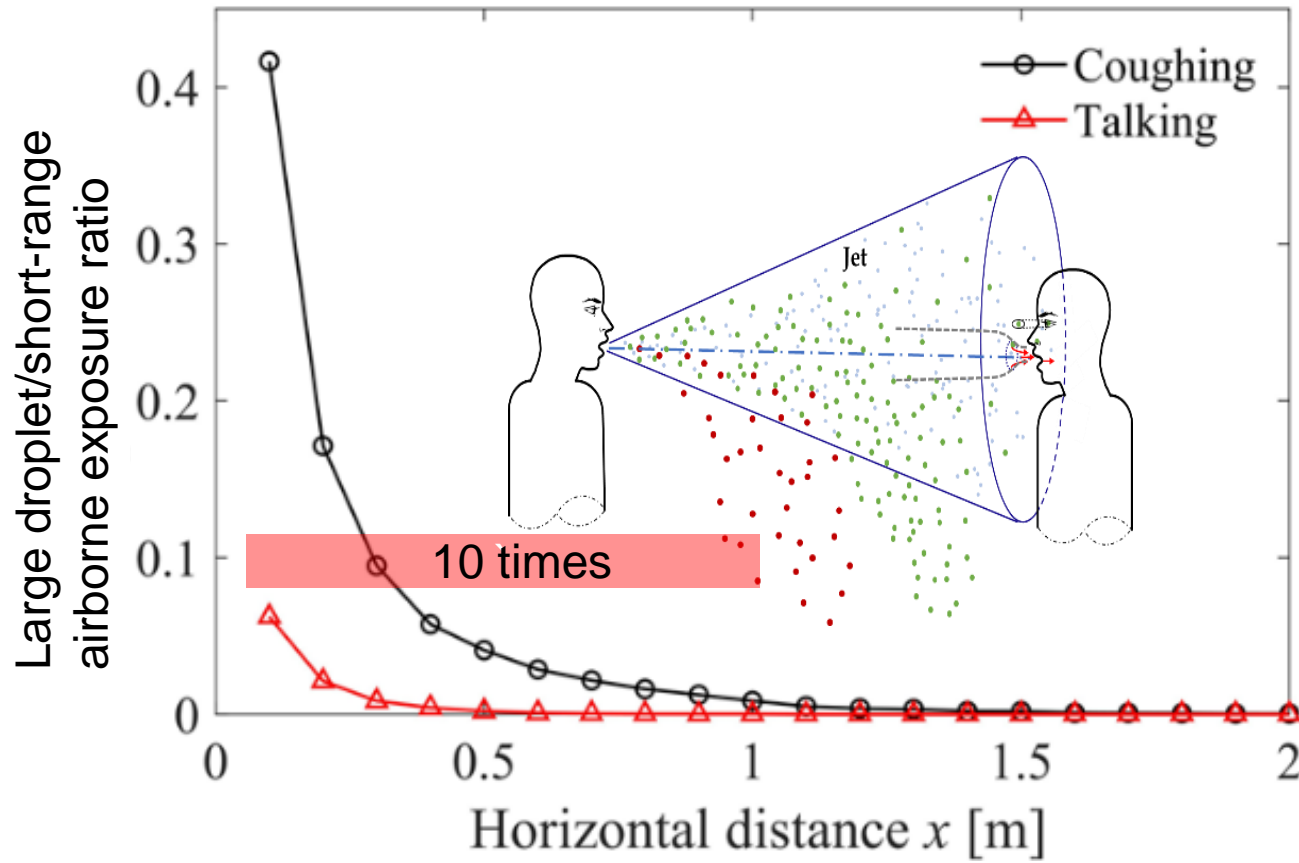 Large droplet/short-range
airborne exposure ratio
0.4
0.3
0.2
0.1
0
Coughing
Talking
Jet
10 times
0
0.5
1
1.5
2
Horizontal distance x [m]